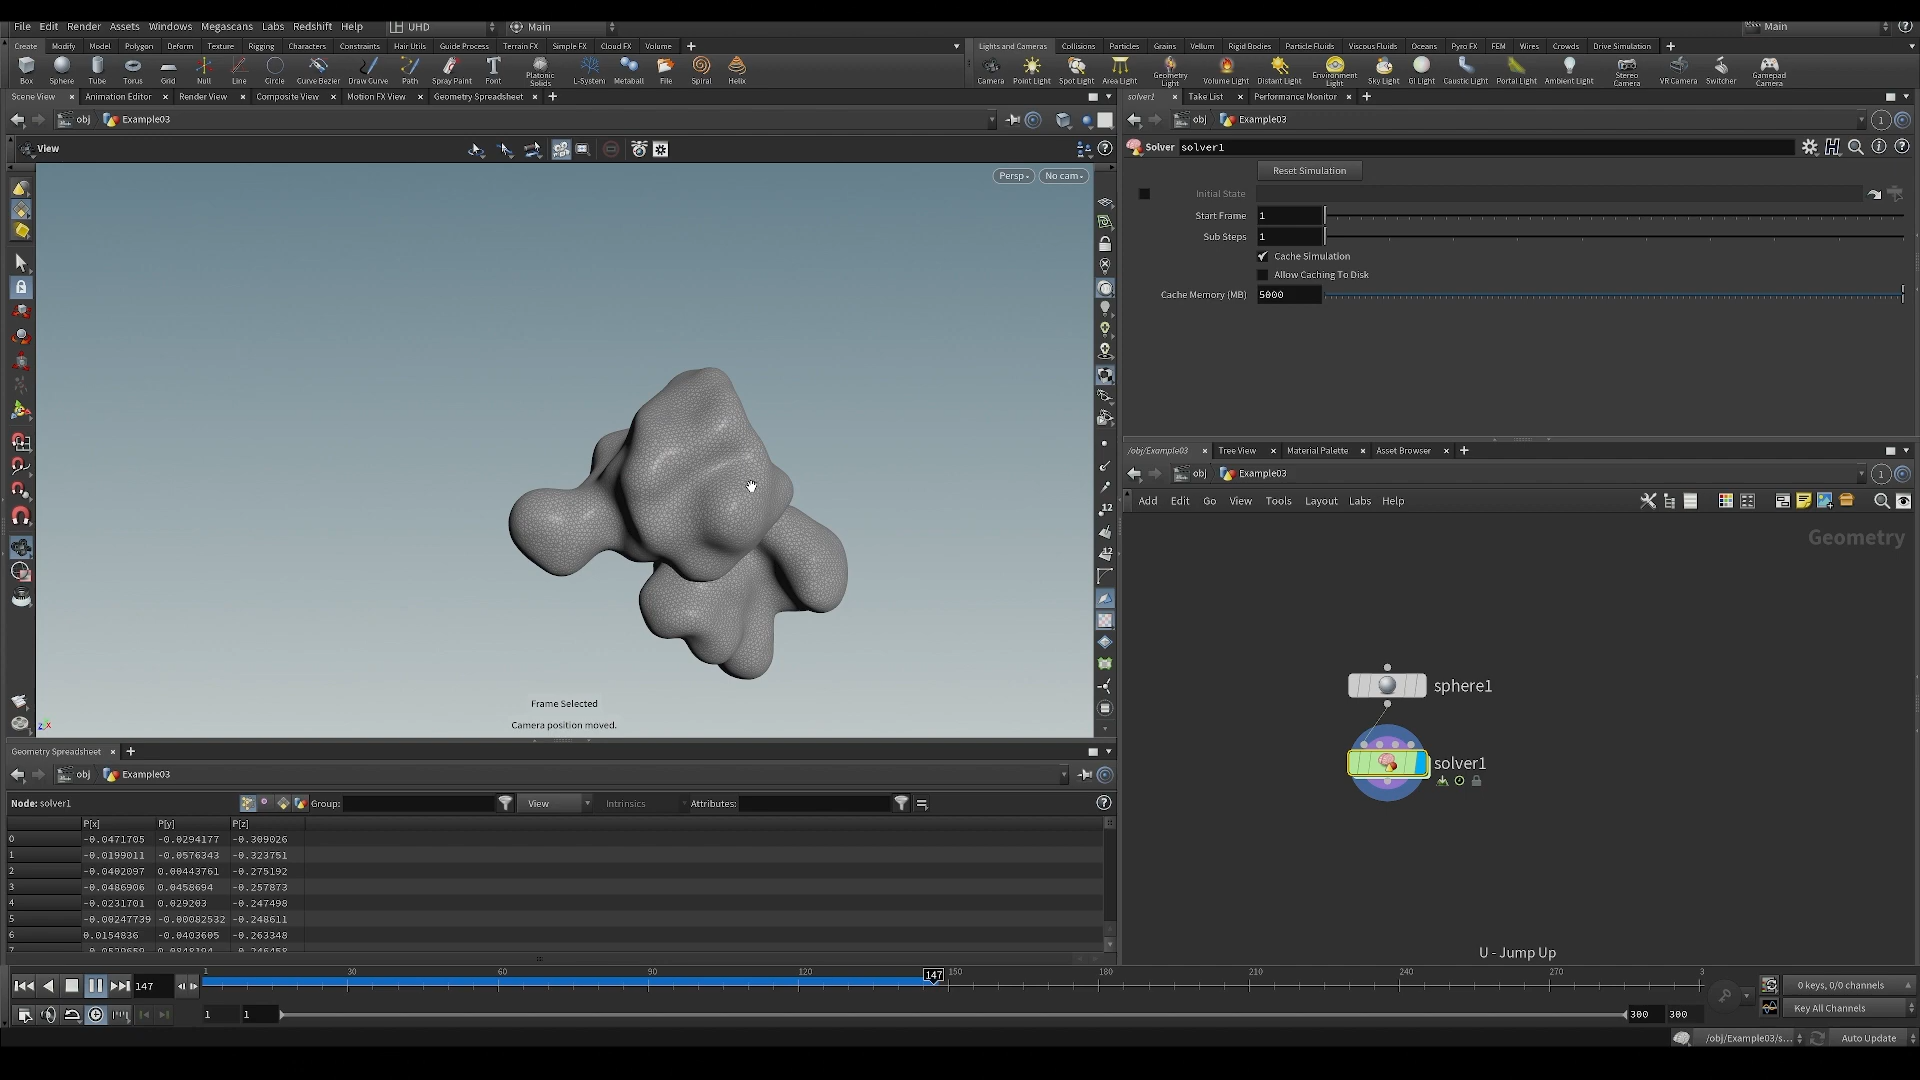 File Edit Render Assets Windows Megascans Labs Redshift Help UHD Main Main
Create Modify Model Polygon Deform Texture Rigging Characters Constraints Hair Utils Guide Process Terrain FX Simple FX Cloud FX Volume
Lights and Cameras Collisions Particles Grains Vellum Rigid Bodies Particle Fluids Viscous Fluids Oceans Pyro FX FEM Wires Crowds Drive Simulation
Box Sphere Tube Torus Grid Null Line Circle Curve Bezier Draw Curve Path Spray Paint Font Platonic Solids L-System Metaball File Spiral Helix
Camera Point Light Spot Light Area Light Geometry Light Volume Light Distant Light Environment Light Sky Light GI Light Caustic Light Portal Light Ambient Light Stereo Camera VR Camera Switcher Gamepad Camera
Scene View Animation Editor Render View Composite View Motion FX View Geometry Spreadsheet
solver1 Take List Performance Monitor
obj Example03
obj Example03 1
View
Solver solver1
Persp No cam
Reset Simulation
Initial State
Start Frame 1
Sub Steps 1
Cache Simulation
Allow Caching To Disk
Cache Memory (MB) 5000
/obj/Example03 Tree View Material Palette Asset Browser
obj Example03 1
Add Edit Go View Tools Layout Labs Help
12
12
Geometry
sphere1
solver1
U - Jump Up
Frame Selected
Camera position moved.
z x
Geometry Spreadsheet
obj Example03
Node: solver1 Group: View Intrinsics Attributes:
P[x] P[y] P[z]
0 -0.0471705 -0.0294177 -0.309026
1 -0.0199011 -0.0576343 -0.323751
2 -0.0402097 0.00443761 -0.275192
3 -0.0486906 0.0458694 -0.257873
4 -0.0231701 0.029203 -0.247498
5 -0.00247739 -0.00082532 -0.248611
6 0.0154836 -0.0403605 -0.263348
1 30 60 90 120 147 150 180 210 240 270 3
147
0 keys, 0/0 channels
1 1 300 300
Key All Channels
/obj/Example03/s... Auto Update